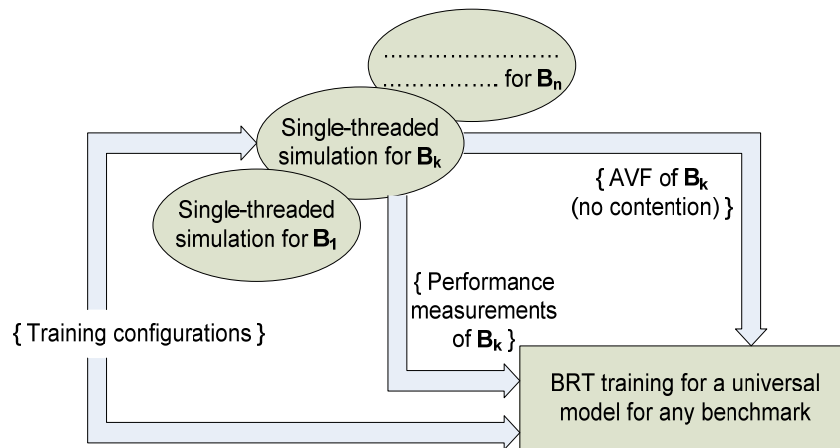 ............................
.................. for Bn
Single-threaded
simulation for Bk
Single-threaded
simulation for B1
{ AVF of Bk
(no contention) }
{ Performance
measurements
of Bk }
{ Training configurations }
BRT training for a universal
model for any benchmark